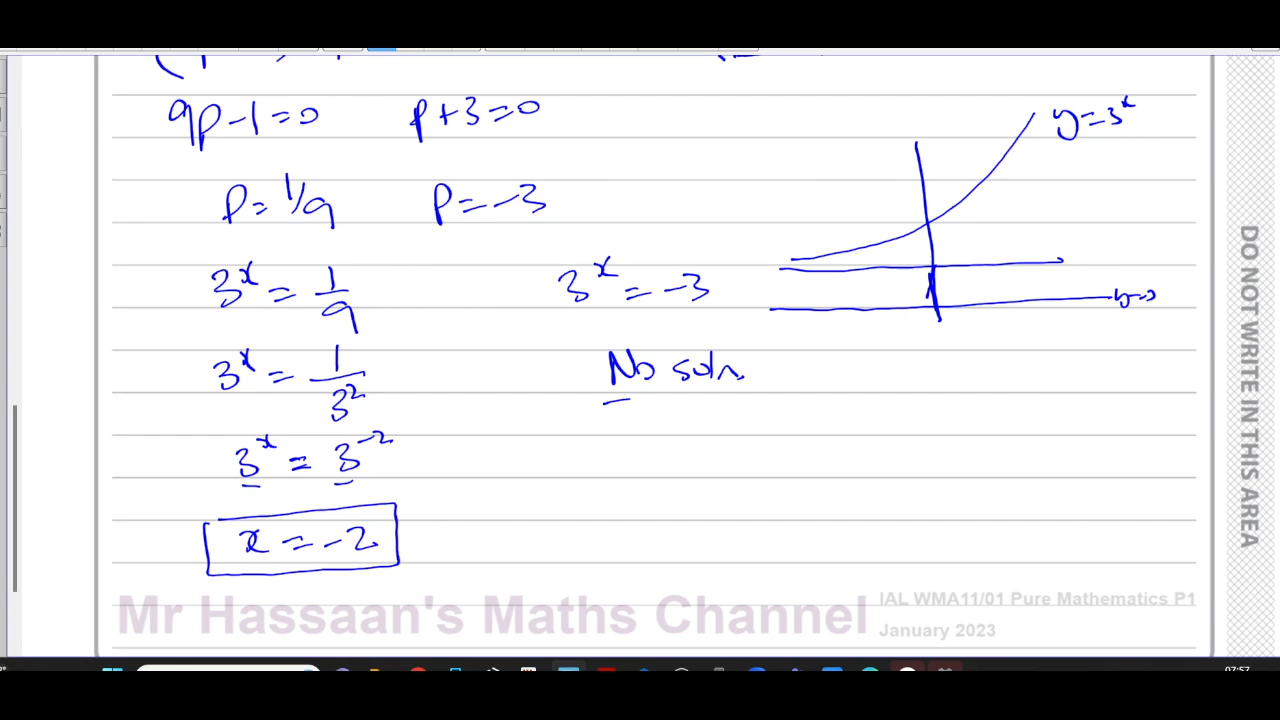 9p-1=0 p+3=0
y=3^x
P=1/9 P=-3
3^x = 1/9 3^x = -3
3^x = 1/3^2 No soln.
3^x = 3^-2
x = -2
Mr Hassaan's Maths Channel
IAL WMA11/01 Pure Mathematics P1
January 2023
DO NOT WRITE IN THIS AREA
07:57